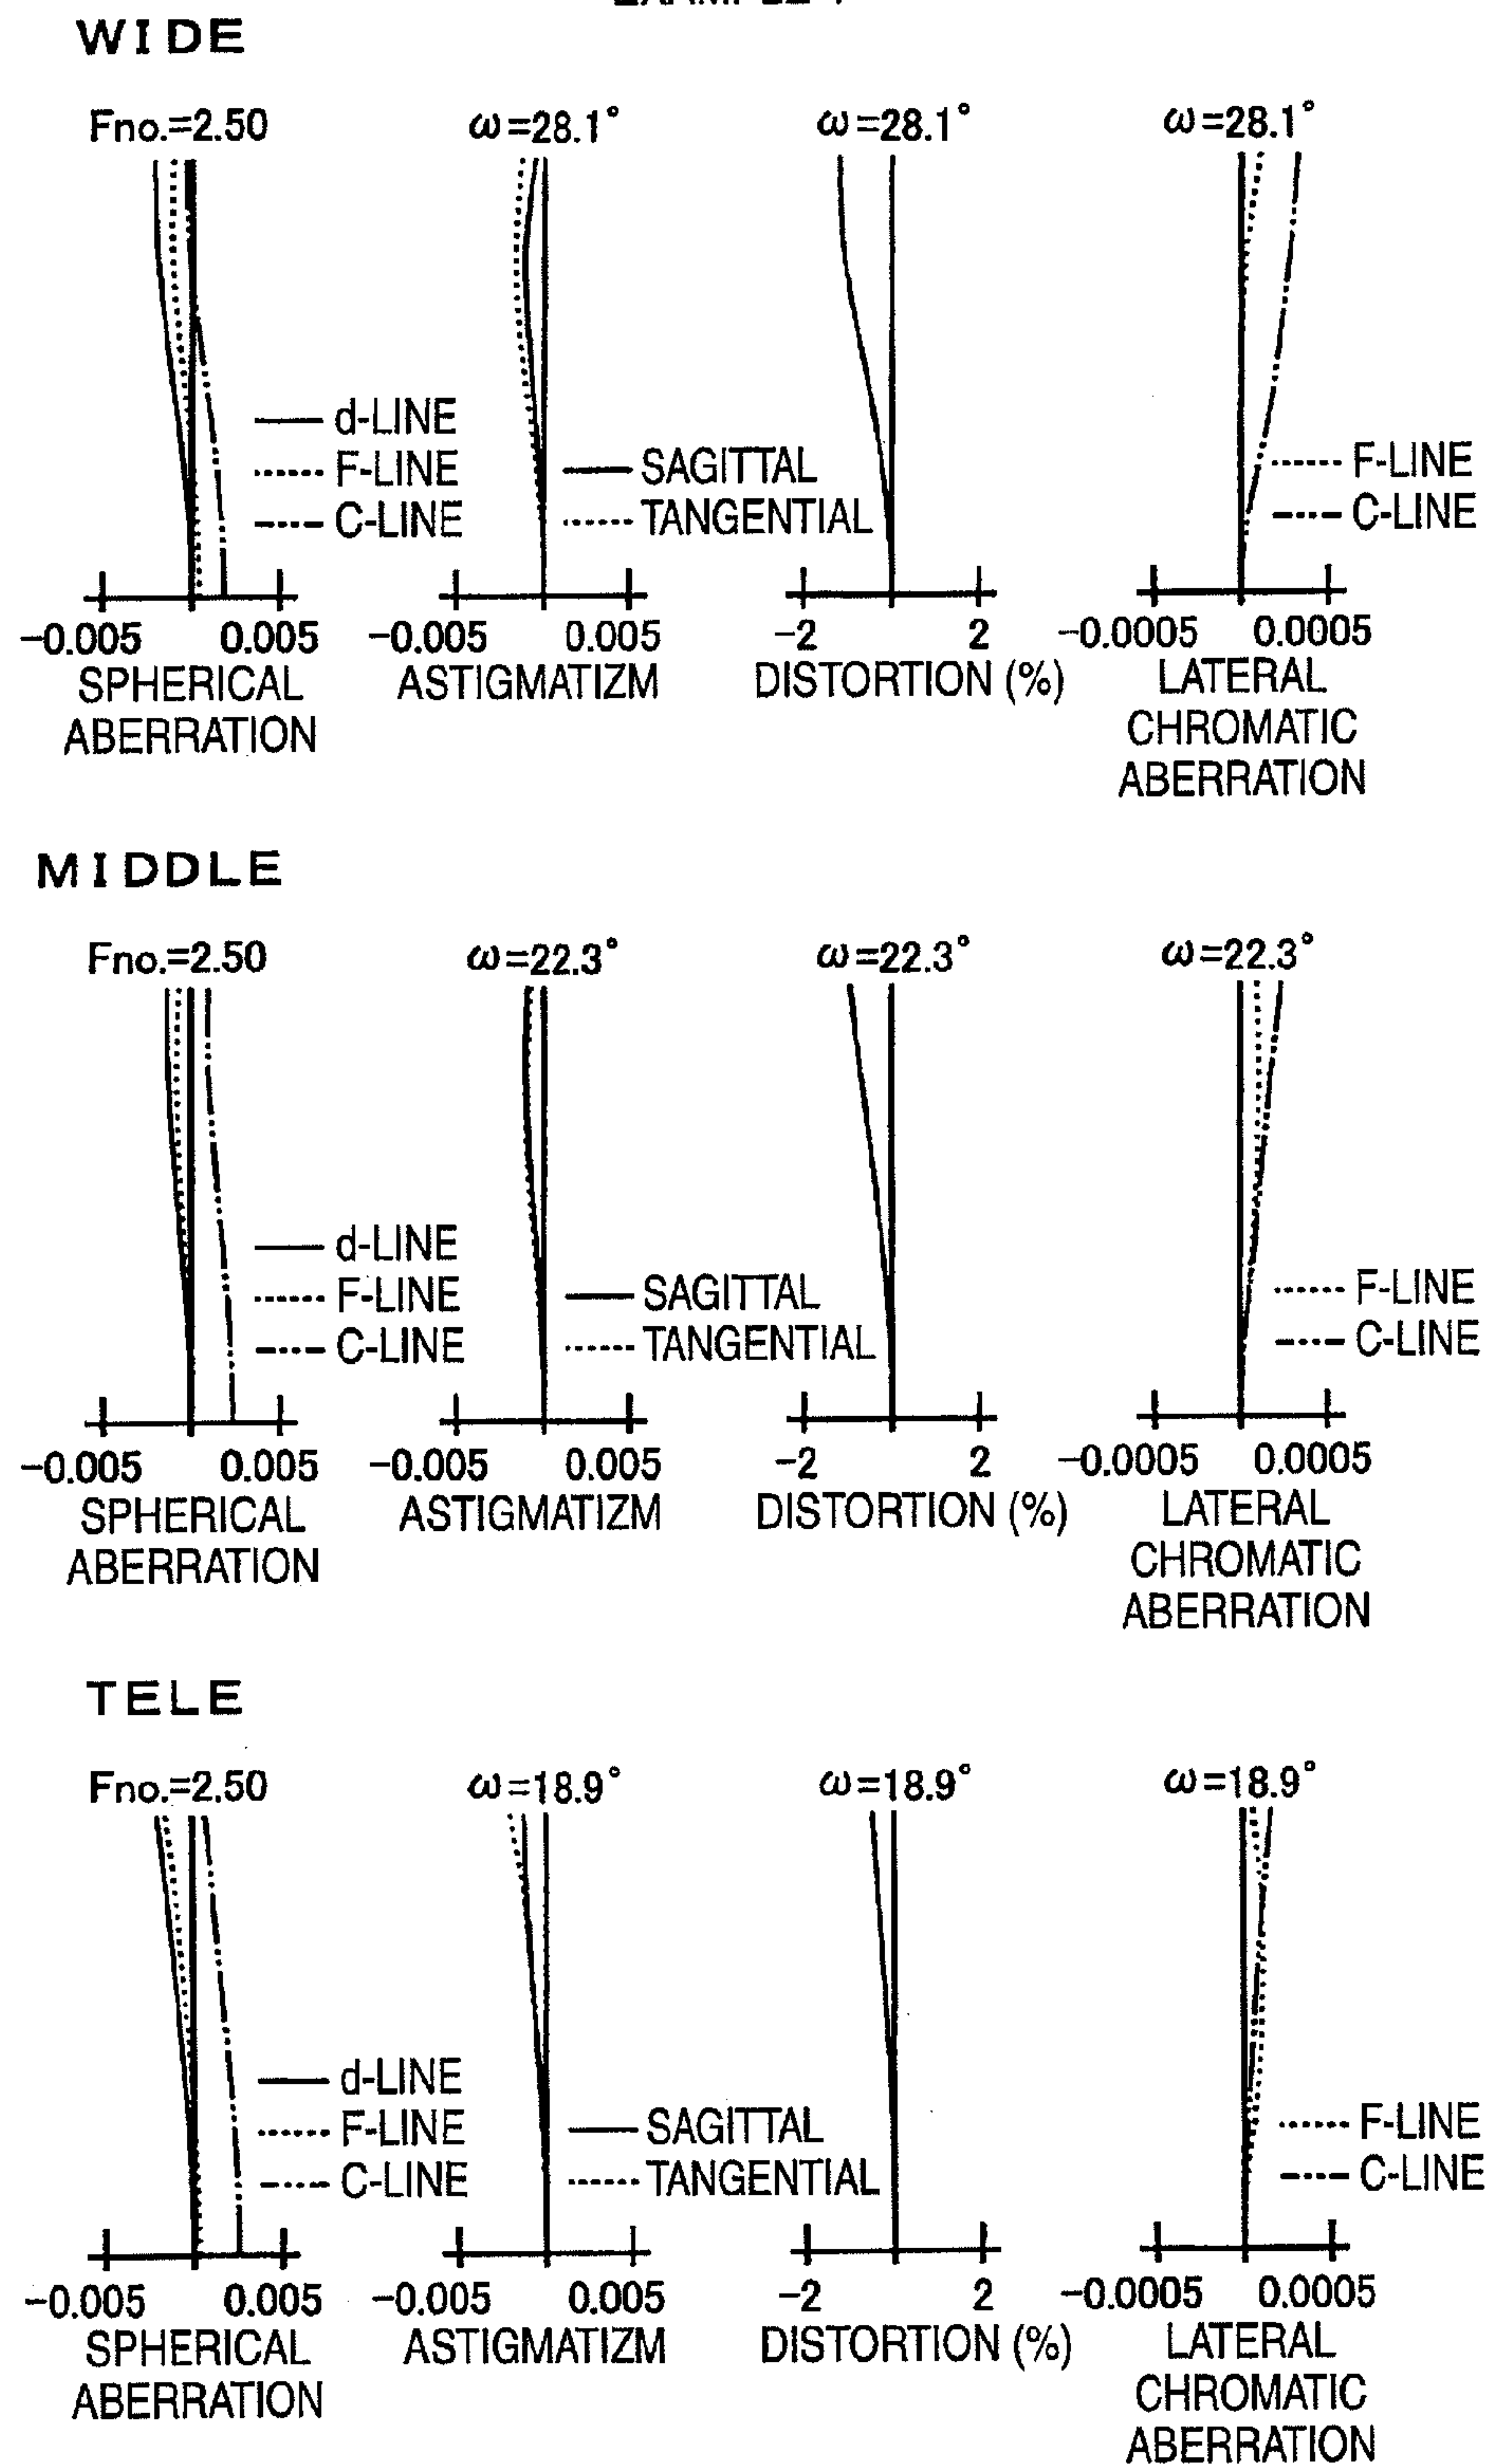 WIDE
Fno.=2.50 ω=28.1° ω=28.1° ω=28.1°
d-LINE
F-LINE
C-LINE
SAGITTAL
TANGENTIAL
F-LINE
C-LINE
-0.005 0.005 -0.005 0.005 -2 2 -0.0005 0.0005
SPHERICAL
ABERRATION
ASTIGMATIZM
DISTORTION (%)
LATERAL
CHROMATIC
ABERRATION
MIDDLE
Fno.=2.50 ω=22.3° ω=22.3° ω=22.3°
d-LINE
F-LINE
C-LINE
SAGITTAL
TANGENTIAL
F-LINE
C-LINE
-0.005 0.005 -0.005 0.005 -2 2 -0.0005 0.0005
SPHERICAL
ABERRATION
ASTIGMATIZM
DISTORTION (%)
LATERAL
CHROMATIC
ABERRATION
TELE
Fno.=2.50 ω=18.9° ω=18.9° ω=18.9°
d-LINE
F-LINE
C-LINE
SAGITTAL
TANGENTIAL
F-LINE
C-LINE
-0.005 0.005 -0.005 0.005 -2 2 -0.0005 0.0005
SPHERICAL
ABERRATION
ASTIGMATIZM
DISTORTION (%)
LATERAL
CHROMATIC
ABERRATION